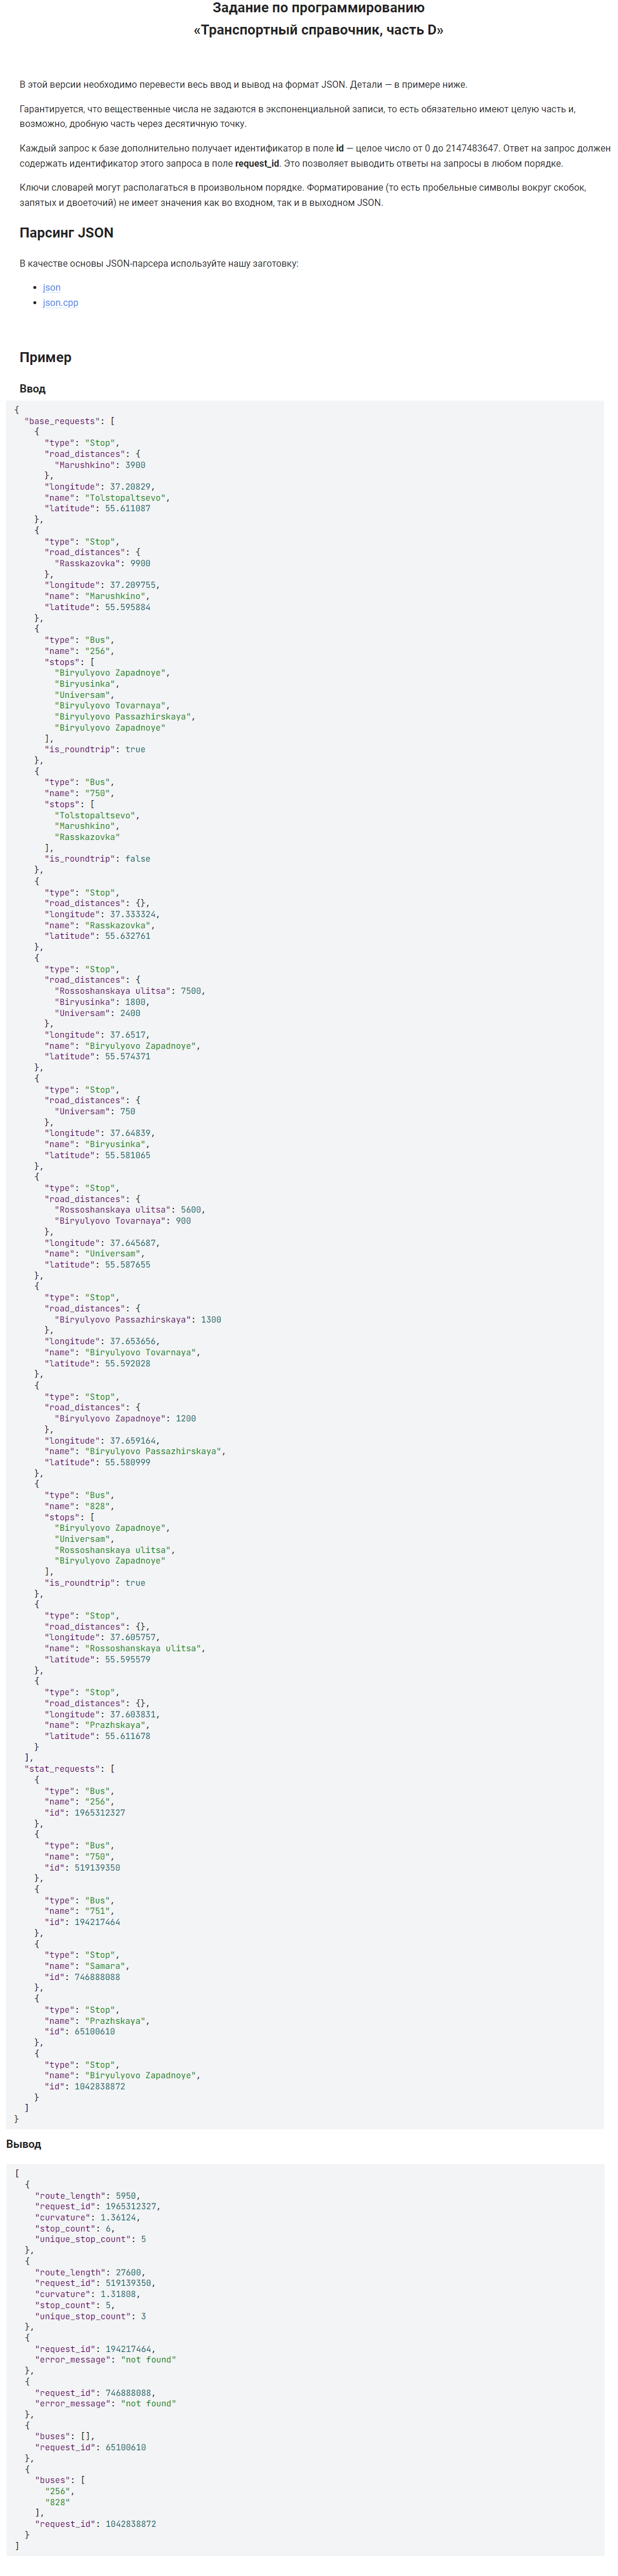 Задание по программированию
«Транспортный справочник, часть D»
В этой версии необходимо перевести весь ввод и вывод на формат JSON. Детали — в примере ниже.
Гарантируется, что вещественные числа не задаются в экспоненциальной записи, то есть обязательно имеют целую часть и,
возможно, дробную часть через десятичную точку.
Каждый запрос к базе дополнительно получает идентификатор в поле id — целое число от 0 до 2147483647. Ответ на запрос должен
содержать идентификатор этого запроса в поле request_id. Это позволяет выводить ответы на запросы в любом порядке.
Ключи словарей могут располагаться в произвольном порядке. Форматирование (то есть пробельные символы вокруг скобок,
запятых и двоеточий) не имеет значения как во входном, так и в выходном JSON.
Парсинг JSON
В качестве основы JSON-парсера используйте нашу заготовку:
• json
• json.cpp
Пример
Ввод
{
  "base_requests": [
    {
      "type": "Stop",
      "road_distances": {
        "Marushkino": 3900
      },
      "longitude": 37.20829,
      "name": "Tolstopaltsevo",
      "latitude": 55.611087
    },
    {
      "type": "Stop",
      "road_distances": {
        "Rasskazovka": 9900
      },
      "longitude": 37.209755,
      "name": "Marushkino",
      "latitude": 55.595884
    },
    {
      "type": "Bus",
      "name": "256",
      "stops": [
        "Biryulyovo Zapadnoye",
        "Biryusinka",
        "Universam",
        "Biryulyovo Tovarnaya",
        "Biryulyovo Passazhirskaya",
        "Biryulyovo Zapadnoye"
      ],
      "is_roundtrip": true
    },
    {
      "type": "Bus",
      "name": "750",
      "stops": [
        "Tolstopaltsevo",
        "Marushkino",
        "Rasskazovka"
      ],
      "is_roundtrip": false
    },
    {
      "type": "Stop",
      "road_distances": {},
      "longitude": 37.333324,
      "name": "Rasskazovka",
      "latitude": 55.632761
    },
    {
      "type": "Stop",
      "road_distances": {
        "Rossoshanskaya ulitsa": 7500,
        "Biryusinka": 1800,
        "Universam": 2400
      },
      "longitude": 37.6517,
      "name": "Biryulyovo Zapadnoye",
      "latitude": 55.574371
    },
    {
      "type": "Stop",
      "road_distances": {
        "Universam": 750
      },
      "longitude": 37.64839,
      "name": "Biryusinka",
      "latitude": 55.581065
    },
    {
      "type": "Stop",
      "road_distances": {
        "Rossoshanskaya ulitsa": 5600,
        "Biryulyovo Tovarnaya": 900
      },
      "longitude": 37.645687,
      "name": "Universam",
      "latitude": 55.587655
    },
    {
      "type": "Stop",
      "road_distances": {
        "Biryulyovo Passazhirskaya": 1300
      },
      "longitude": 37.653656,
      "name": "Biryulyovo Tovarnaya",
      "latitude": 55.592028
    },
    {
      "type": "Stop",
      "road_distances": {
        "Biryulyovo Zapadnoye": 1200
      },
      "longitude": 37.659164,
      "name": "Biryulyovo Passazhirskaya",
      "latitude": 55.580999
    },
    {
      "type": "Bus",
      "name": "828",
      "stops": [
        "Biryulyovo Zapadnoye",
        "Universam",
        "Rossoshanskaya ulitsa",
        "Biryulyovo Zapadnoye"
      ],
      "is_roundtrip": true
    },
    {
      "type": "Stop",
      "road_distances": {},
      "longitude": 37.605757,
      "name": "Rossoshanskaya ulitsa",
      "latitude": 55.595579
    },
    {
      "type": "Stop",
      "road_distances": {},
      "longitude": 37.603831,
      "name": "Prazhskaya",
      "latitude": 55.611678
    }
  ],
  "stat_requests": [
    {
      "type": "Bus",
      "name": "256",
      "id": 1965312327
    },
    {
      "type": "Bus",
      "name": "750",
      "id": 519139350
    },
    {
      "type": "Bus",
      "name": "751",
      "id": 194217464
    },
    {
      "type": "Stop",
      "name": "Samara",
      "id": 746888088
    },
    {
      "type": "Stop",
      "name": "Prazhskaya",
      "id": 65100610
    },
    {
      "type": "Stop",
      "name": "Biryulyovo Zapadnoye",
      "id": 1042838872
    }
  ]
}
Вывод
[
  {
    "route_length": 5950,
    "request_id": 1965312327,
    "curvature": 1.36124,
    "stop_count": 6,
    "unique_stop_count": 5
  },
  {
    "route_length": 27600,
    "request_id": 519139350,
    "curvature": 1.31808,
    "stop_count": 5,
    "unique_stop_count": 3
  },
  {
    "request_id": 194217464,
    "error_message": "not found"
  },
  {
    "request_id": 746888088,
    "error_message": "not found"
  },
  {
    "buses": [],
    "request_id": 65100610
  },
  {
    "buses": [
      "256",
      "828"
    ],
    "request_id": 1042838872
  }
]